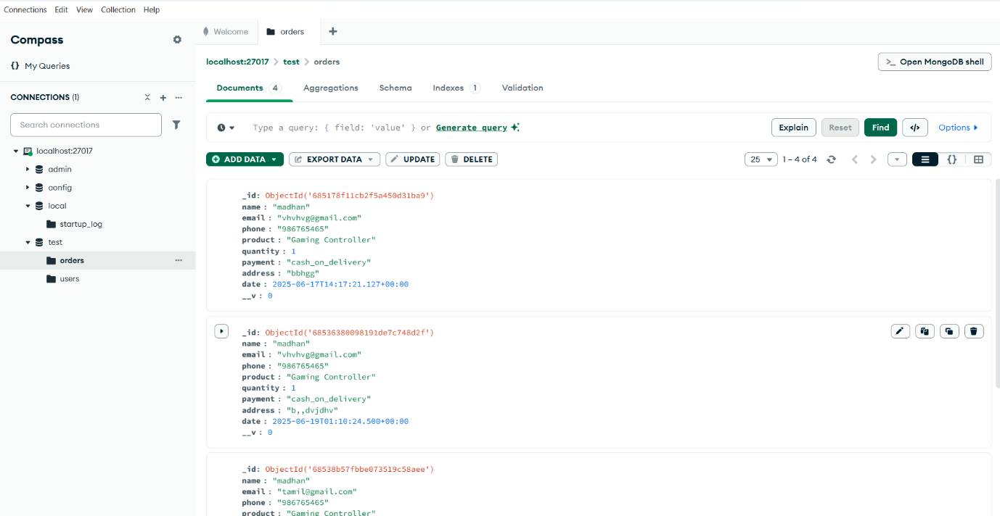 Connections Edit View Collection Help
Compass
My Queries
CONNECTIONS (1)
Search connections
localhost:27017
admin
config
local
startup_log
test
orders
users
Welcome
orders
localhost:27017 > test > orders
>_ Open MongoDB shell
Documents 4 Aggregations Schema Indexes 1 Validation
Type a query: { field: 'value' } or Generate query
Explain Reset Find </> Options
ADD DATA EXPORT DATA UPDATE DELETE
25 1 – 4 of 4 {}
_id: ObjectId('685178f11cb2f5a450d31ba9')
name : "madhan"
email : "vhvhvg@gmail.com"
phone : "986765465"
product : "Gaming Controller"
quantity : 1
payment : "cash_on_delivery"
address : "bbhgg"
date : 2025-06-17T14:17:21.127+00:00
__v : 0
_id: ObjectId('68536380098191de7c748d2f')
name : "madhan"
email : "vhvhvg@gmail.com"
phone : "986765465"
product : "Gaming Controller"
quantity : 1
payment : "cash_on_delivery"
address : "b,,dvjdhv"
date : 2025-06-19T01:10:24.500+00:00
__v : 0
_id: ObjectId('68538b57fbbe073519c58aee')
name : "madhan"
email : "tamil@gmail.com"
phone : "986765465"
product : "Gaming Controller"